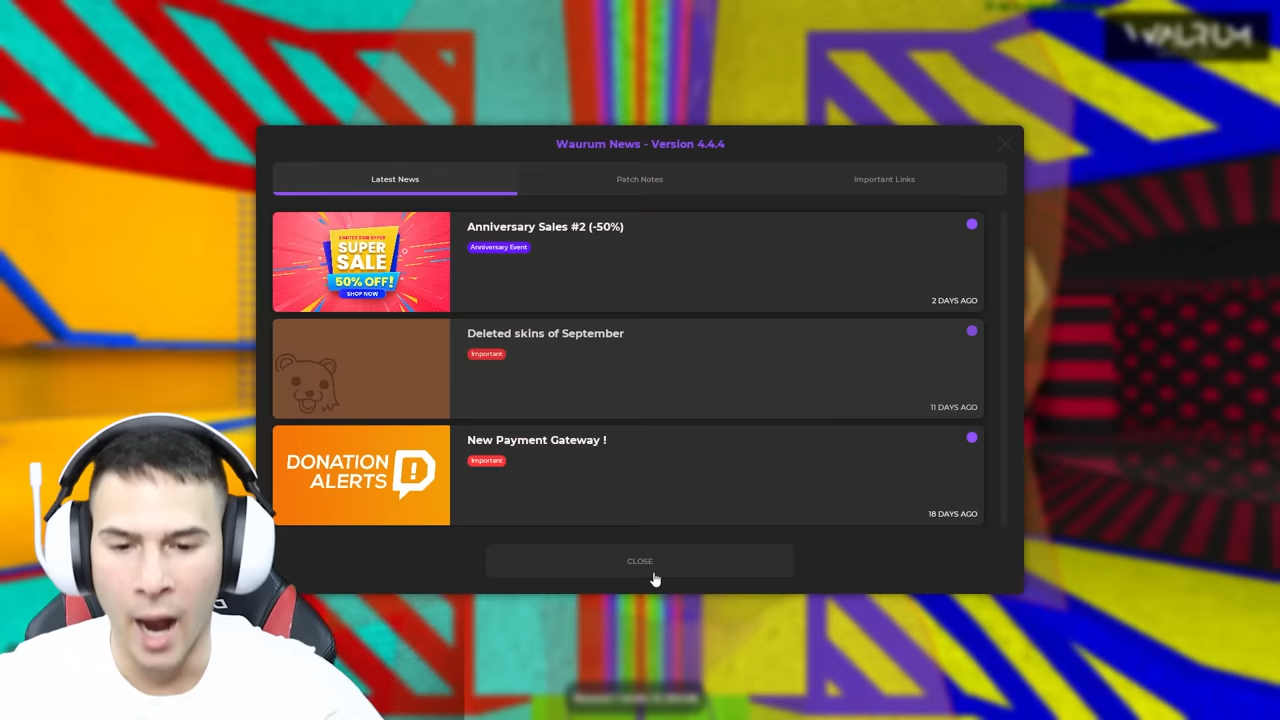 WALRUM
Waurum News - Version 4.4.4
Latest News
Patch Notes
Important Links
LIMITED TIME OFFER
SUPER
SALE
50% OFF!
SHOP NOW
Anniversary Sales #2 (-50%)
Anniversary Event
2 DAYS AGO
Deleted skins of September
Important
11 DAYS AGO
DONATION
ALERTS
New Payment Gateway !
Important
18 DAYS AGO
CLOSE